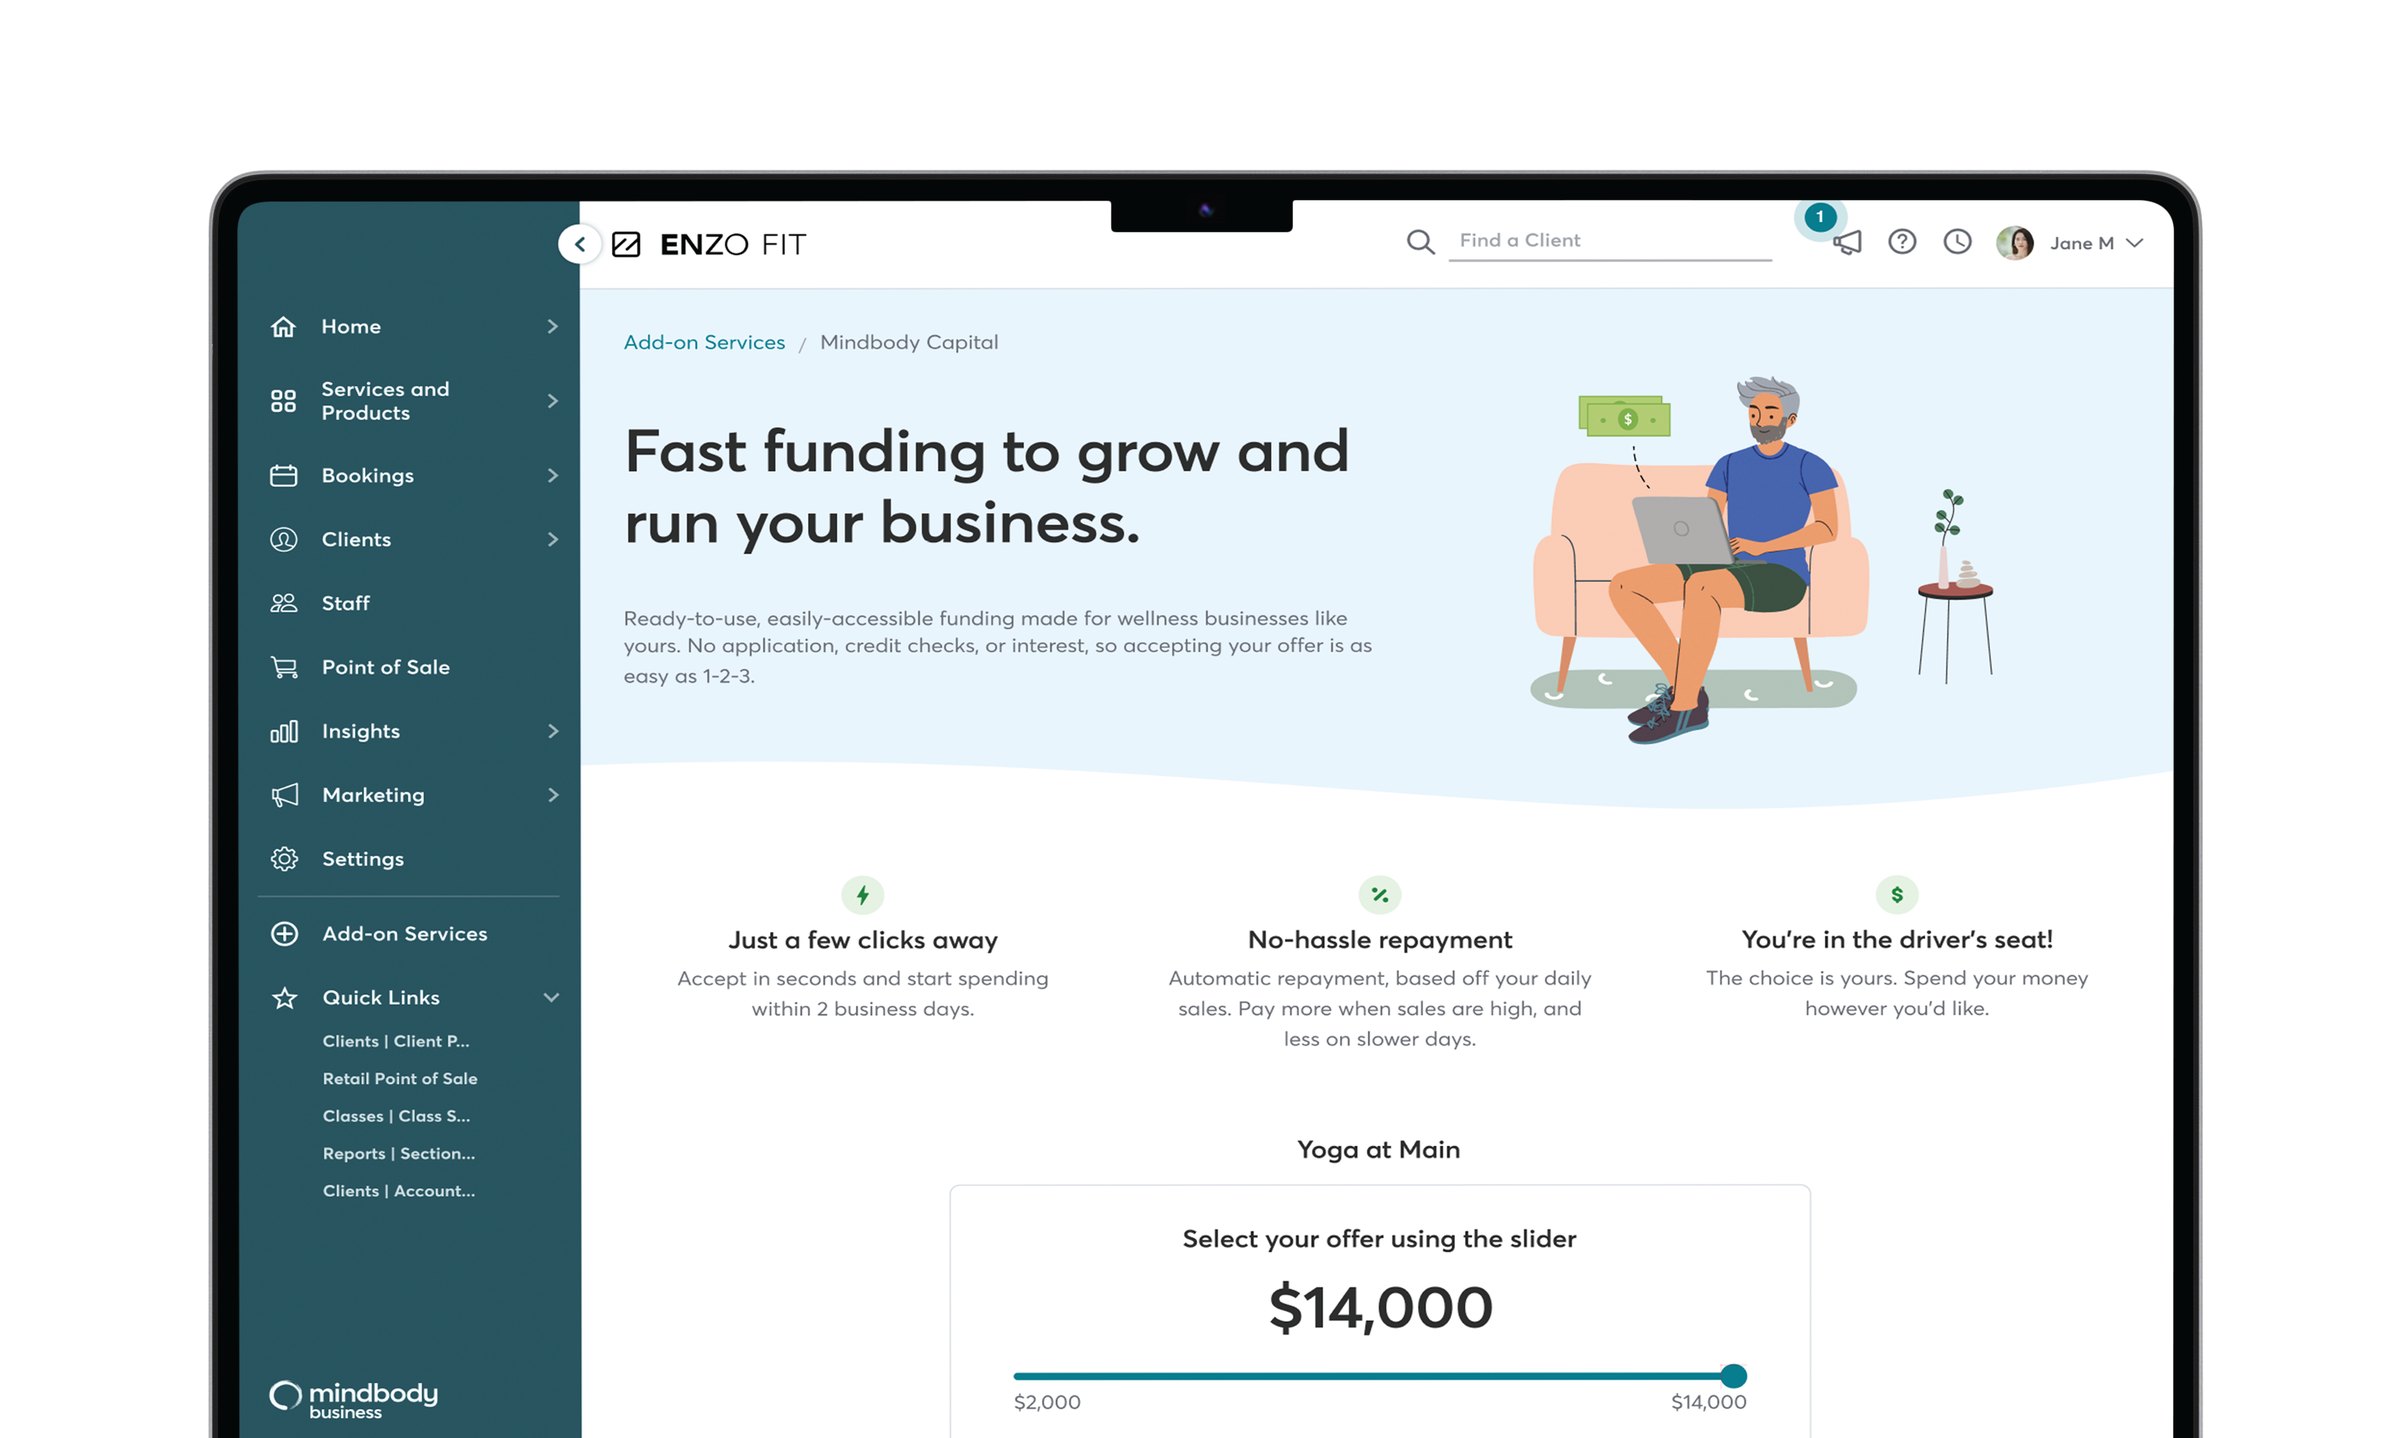 ENZO FIT
Find a Client
1
Jane M
Home
Services and
Products
Bookings
Clients
Staff
Point of Sale
Insights
Marketing
Settings
Add-on Services
Quick Links
Clients | Client P...
Retail Point of Sale
Classes | Class S...
Reports | Section...
Clients | Account...
mindbody
business
Add-on Services / Mindbody Capital
Fast funding to grow and
run your business.
Ready-to-use, easily-accessible funding made for wellness businesses like
yours. No application, credit checks, or interest, so accepting your offer is as
easy as 1-2-3.
$
%
Just a few clicks away
Accept in seconds and start spending
within 2 business days.
No-hassle repayment
Automatic repayment, based off your daily
sales. Pay more when sales are high, and
less on slower days.
$
You're in the driver's seat!
The choice is yours. Spend your money
however you'd like.
Yoga at Main
Select your offer using the slider
$14,000
$2,000
$14,000